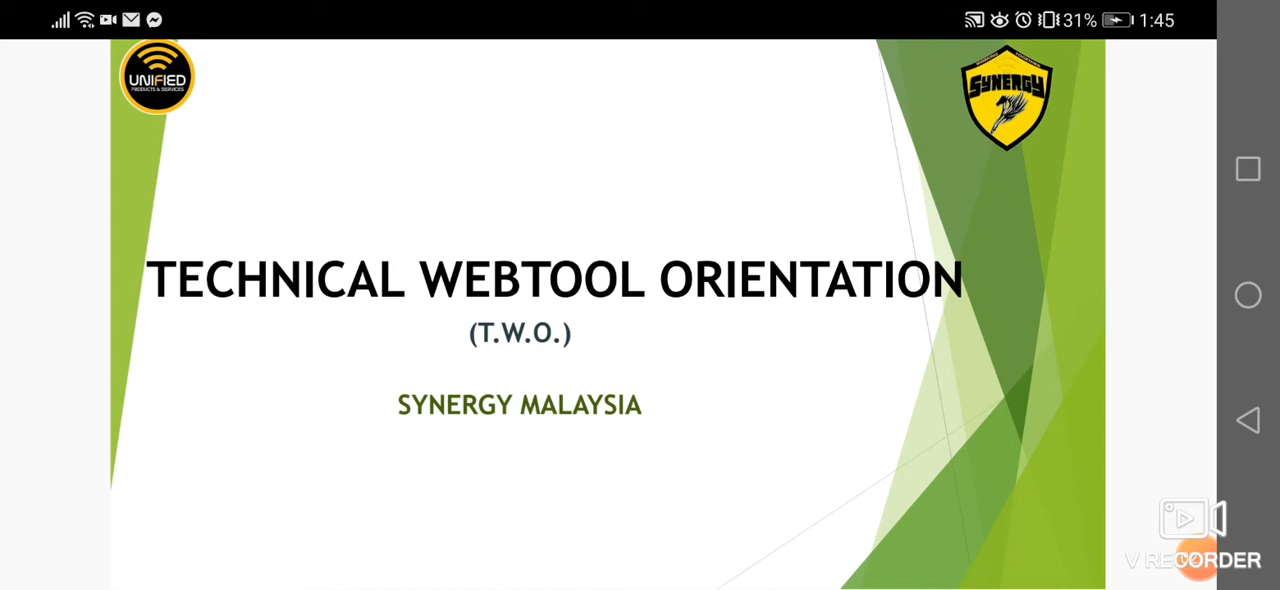 31% 1:45
UNIFIED
PRODUCTS & SERVICES
SYNERGY
TECHNICAL WEBTOOL ORIENTATION
(T.W.O.)
SYNERGY MALAYSIA
V RECORDER